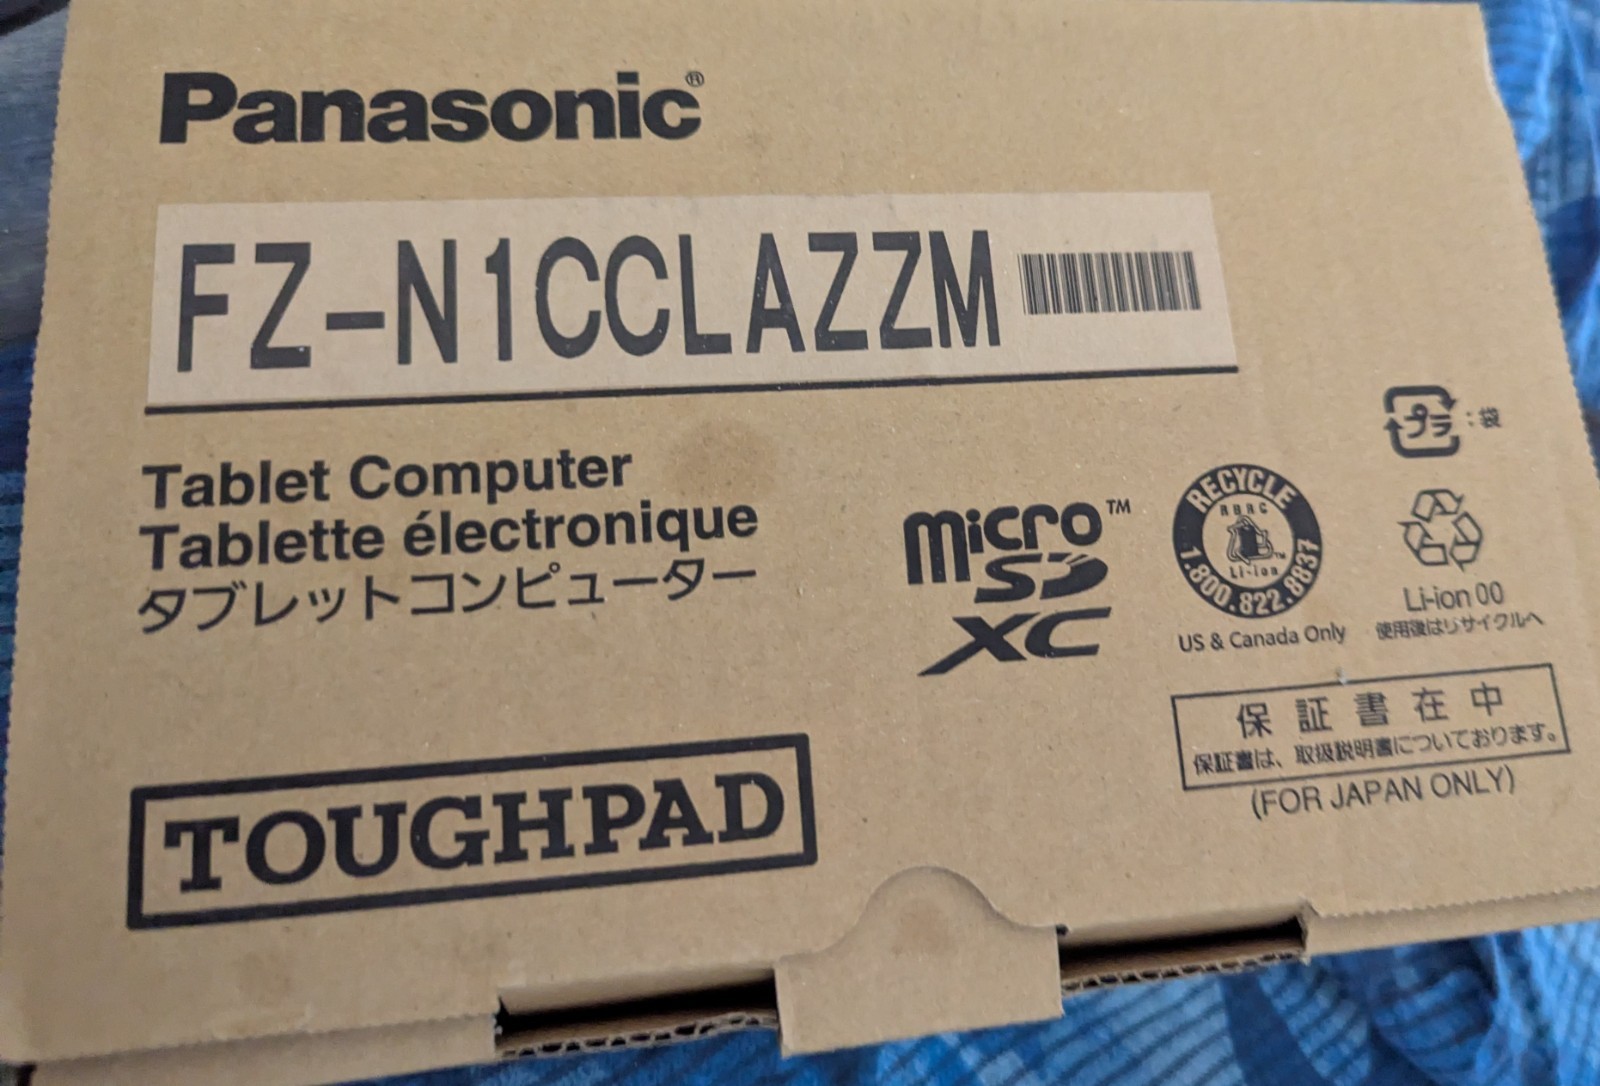 Panasonic®
FZ-N1CCLAZZM
Tablet Computer
Tablette électronique
タブレットコンピューター
micro™
SD
XC
RECYCLE
RBRC
Li-ion
1.800.822.8837
US & Canada Only
プラ:袋
Li-ion 00
使用後はリサイクルへ
保証書在中
保証書は、取扱説明書についております。
(FOR JAPAN ONLY)
TOUGHPAD